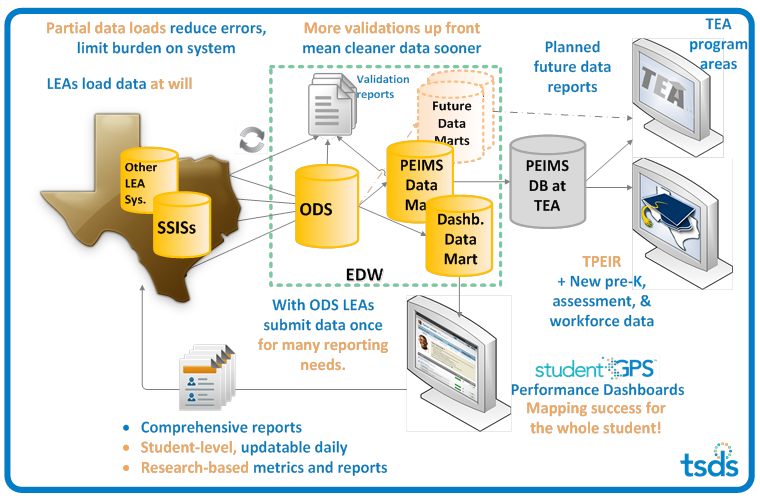 Partial data loads reduce errors,
limit burden on system
More validations up front
mean cleaner data sooner
TEA
program
areas
Planned
future data
reports
LEAs load data at will
Validation
reports
TEA
Future
Data
Marts
Other
LEA
Sys.
SSISs
ODS
PEIMS
Data
Ma
PEIMS
DB at
TEA
Dashb.
Data
Mart
EDW
TPEIR
+ New pre-K,
assessment, &
workforce data
With ODS LEAs
submit data once
for many reporting
needs.
studentGPS™
Performance Dashboards
Mapping success for
the whole student!
• Comprehensive reports
• Student-level, updatable daily
• Research-based metrics and reports
tsds